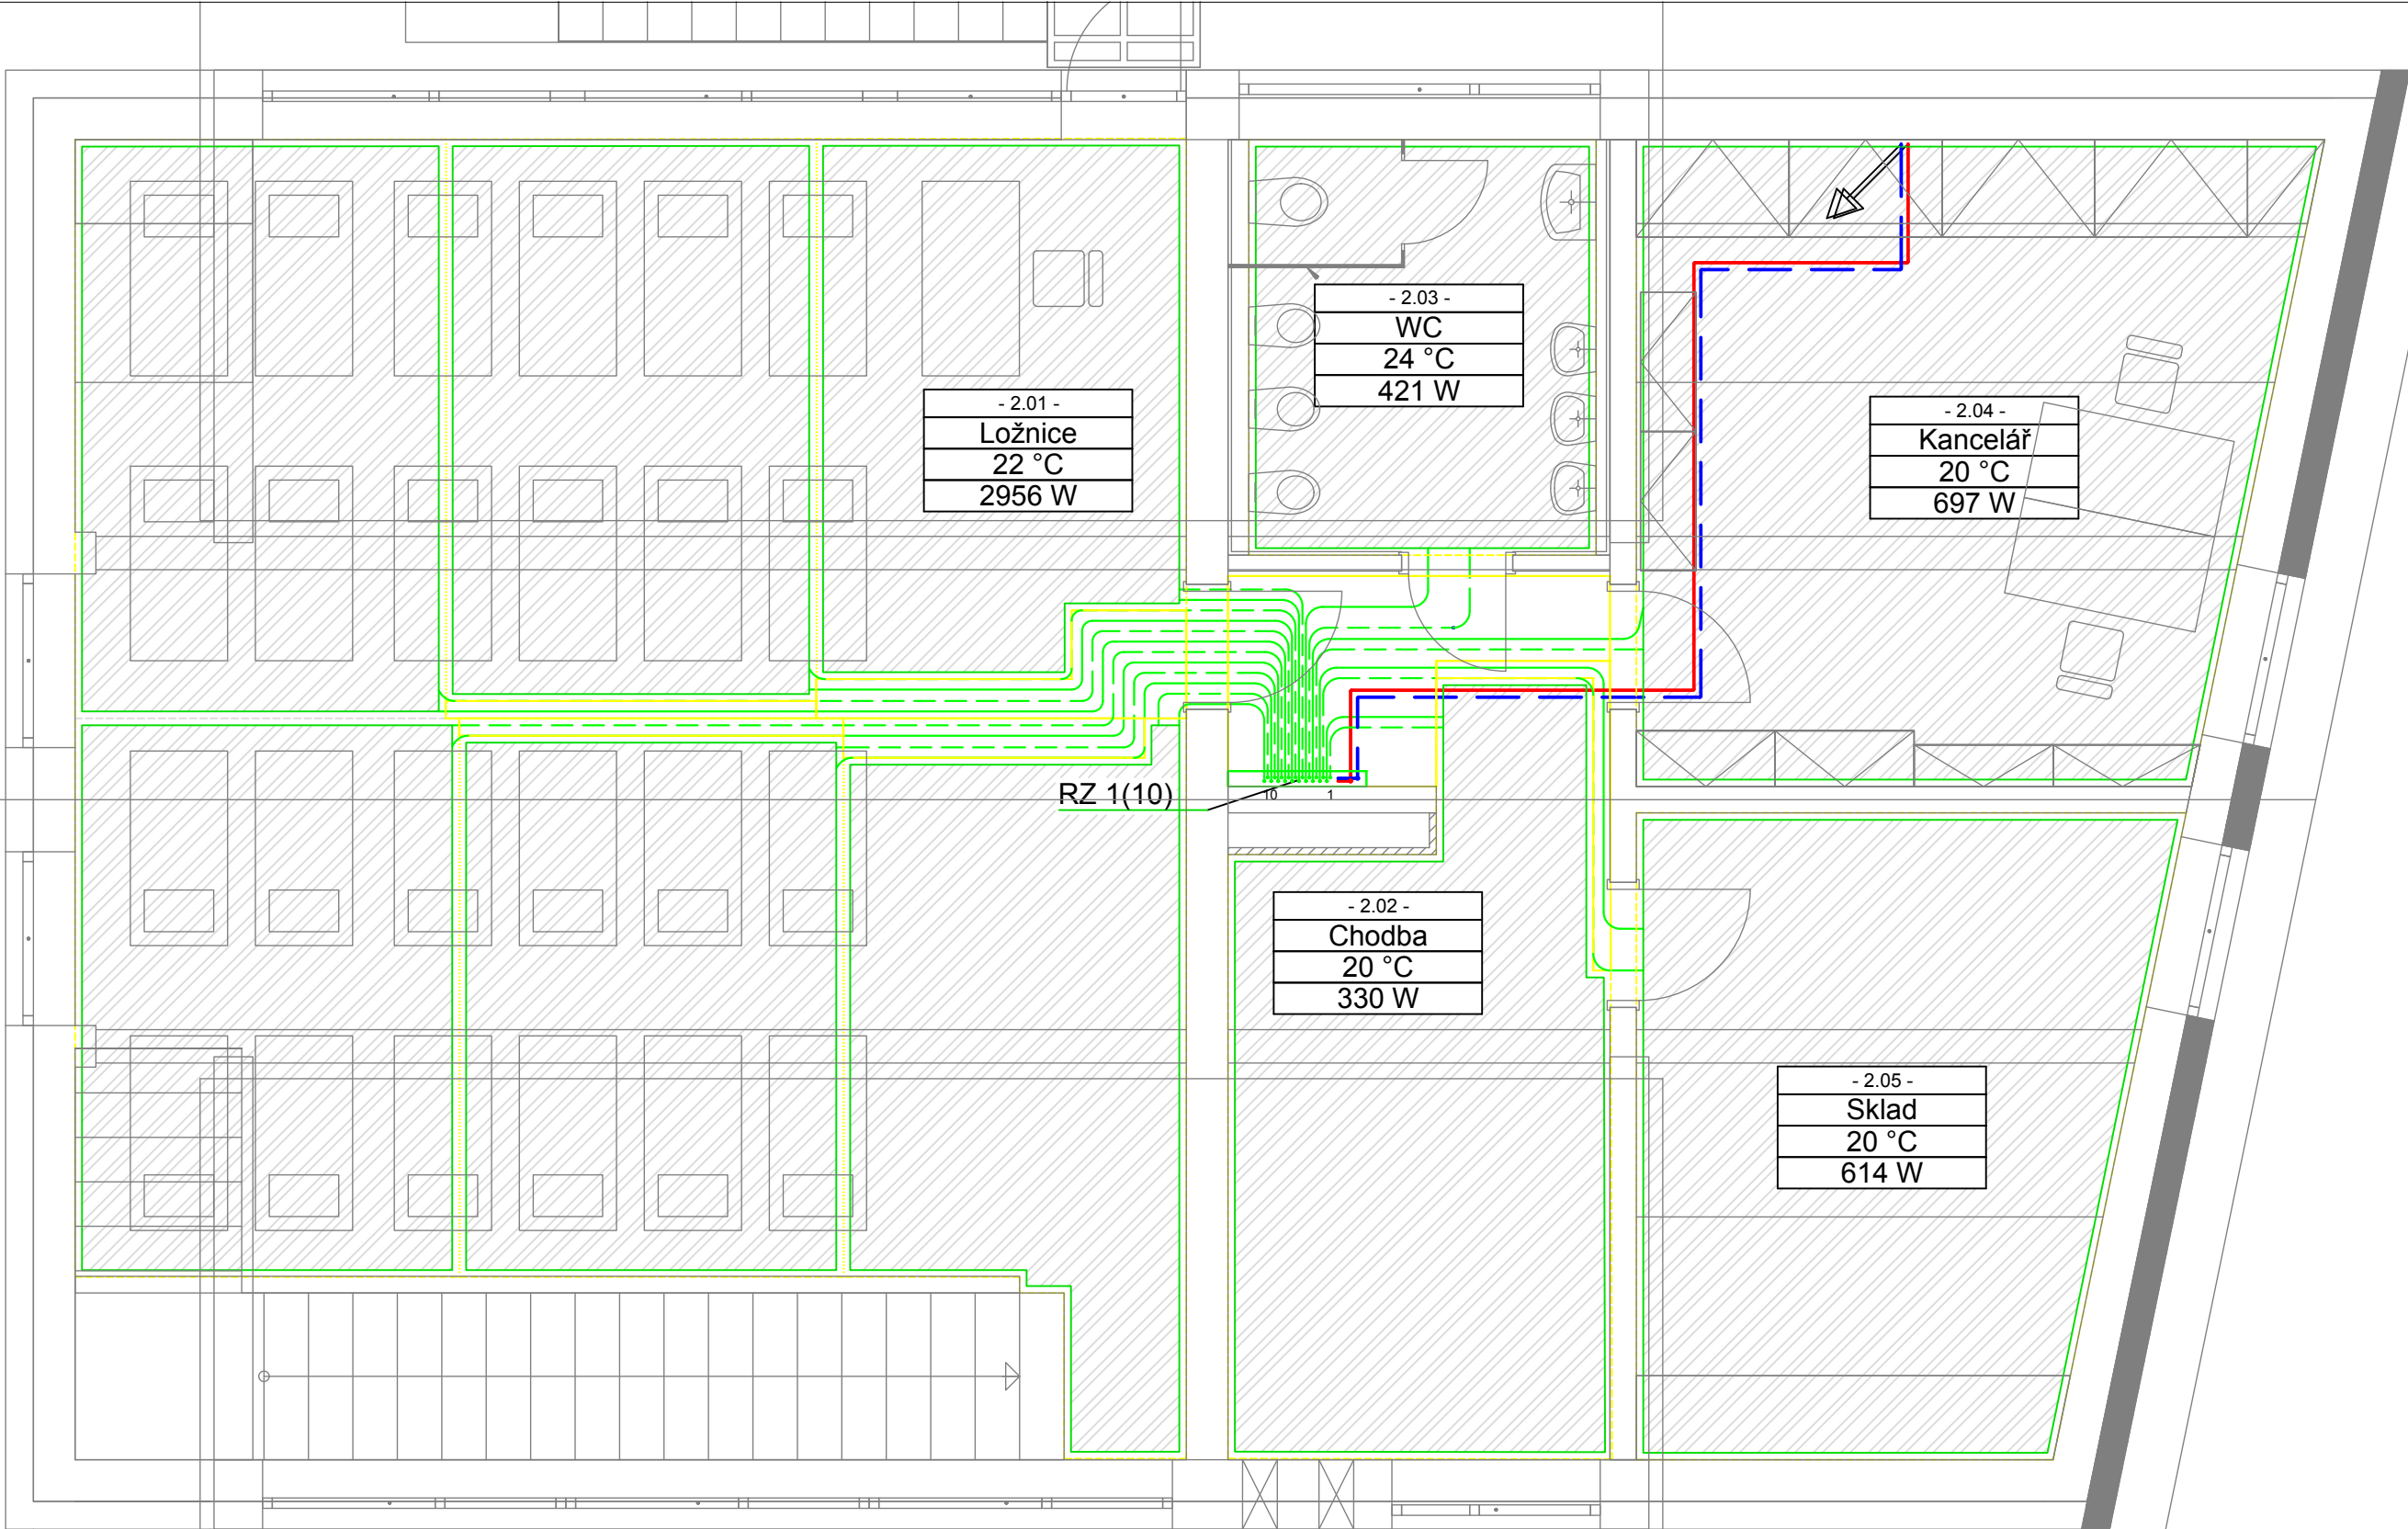 - 2.01 -
Ložnice
22 °C
2956 W
- 2.03 -
WC
24 °C
421 W
- 2.04 -
Kancelář
20 °C
697 W
RZ 1(10)
10
1
- 2.02 -
Chodba
20 °C
330 W
- 2.05 -
Sklad
20 °C
614 W